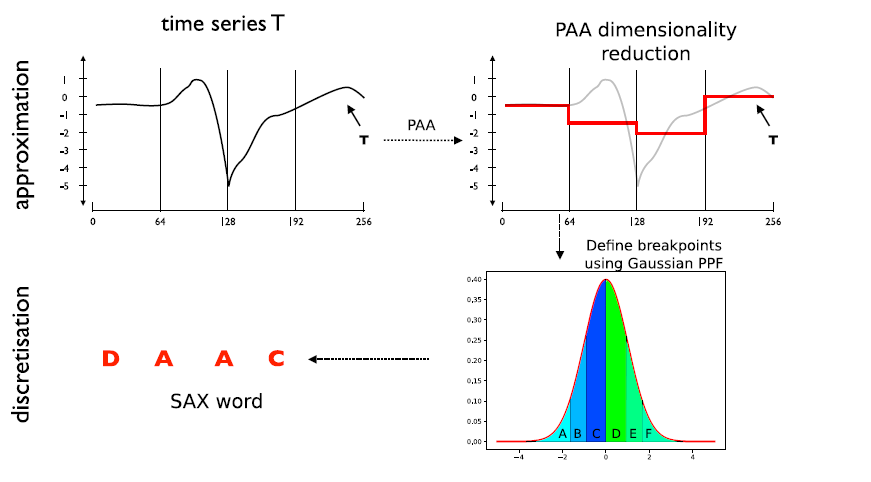 time series T
PAA dimensionality
reduction
approximation
1
0
-1
-2
-3
-4
-5
0
64
128
192
256
T
PAA
1
0
-1
-2
-3
-4
-5
0
64
128
192
256
T
Define breakpoints
using Gaussian PPF
discretisation
D A A C
SAX word
0,40
0,35
0,30
0,25
0,20
0,15
0,10
0,05
0,00
A B C D E F
−4 −2 0 2 4